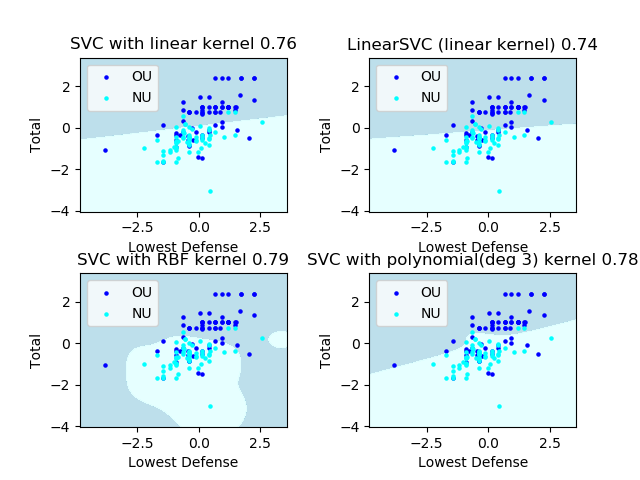 SVC with linear kernel 0.76
LinearSVC (linear kernel) 0.74
OU
NU
OU
NU
Total
2
0
−2
−4
Total
2
0
−2
−4
−2.5 0.0 2.5
−2.5 0.0 2.5
Lowest Defense
Lowest Defense
SVC with RBF kernel 0.79
SVC with polynomial(deg 3) kernel 0.78
OU
NU
OU
NU
Total
2
0
−2
−4
Total
2
0
−2
−4
−2.5 0.0 2.5
−2.5 0.0 2.5
Lowest Defense
Lowest Defense